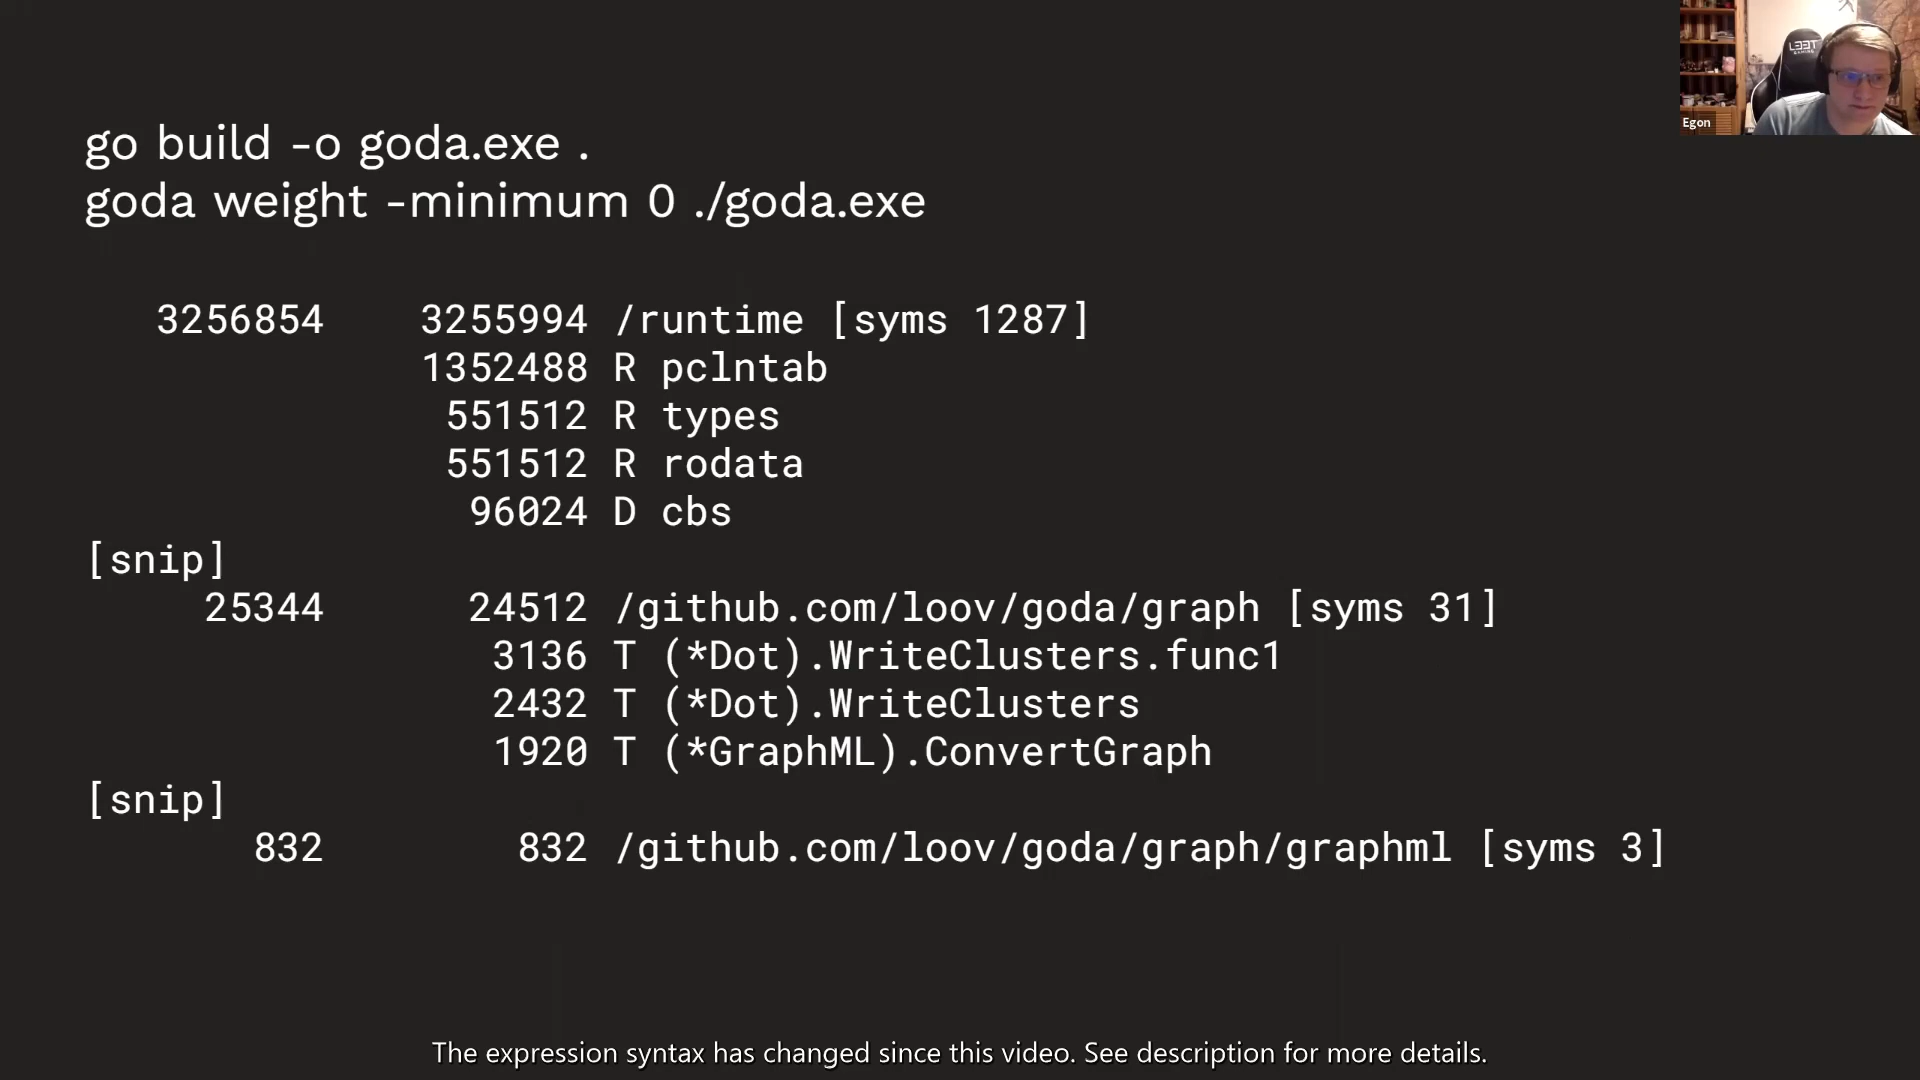 go build -o goda.exe .
goda weight -minimum 0 ./goda.exe
3256854 3255994 /runtime [syms 1287]
1352488 R pclntab
551512 R types
551512 R rodata
96024 D cbs
[snip]
25344 24512 /github.com/loov/goda/graph [syms 31]
3136 T (*Dot).WriteClusters.func1
2432 T (*Dot).WriteClusters
1920 T (*GraphML).ConvertGraph
[snip]
832 832 /github.com/loov/goda/graph/graphml [syms 3]
L33T
GAMING
Egon
The expression syntax has changed since this video. See description for more details.